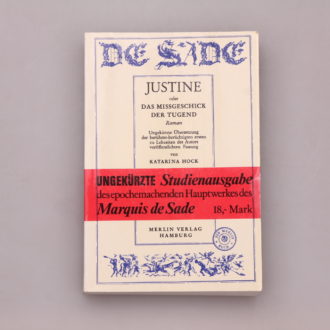 DE SADE
JUSTINE
oder
DAS MISSGESCHICK
DER TUGEND
Roman
Ungekürzte Übersetzung
der berühmt-berüchtigten ersten
zu Lebzeiten des Autors
veröffentlichten Fassung
von
KATARINA HOCK
UNGEKÜRZTE Studienausgabe
des epochemachenden Hauptwerkes des
Marquis de Sade 18,- Mark
MERLIN VERLAG
HAMBURG